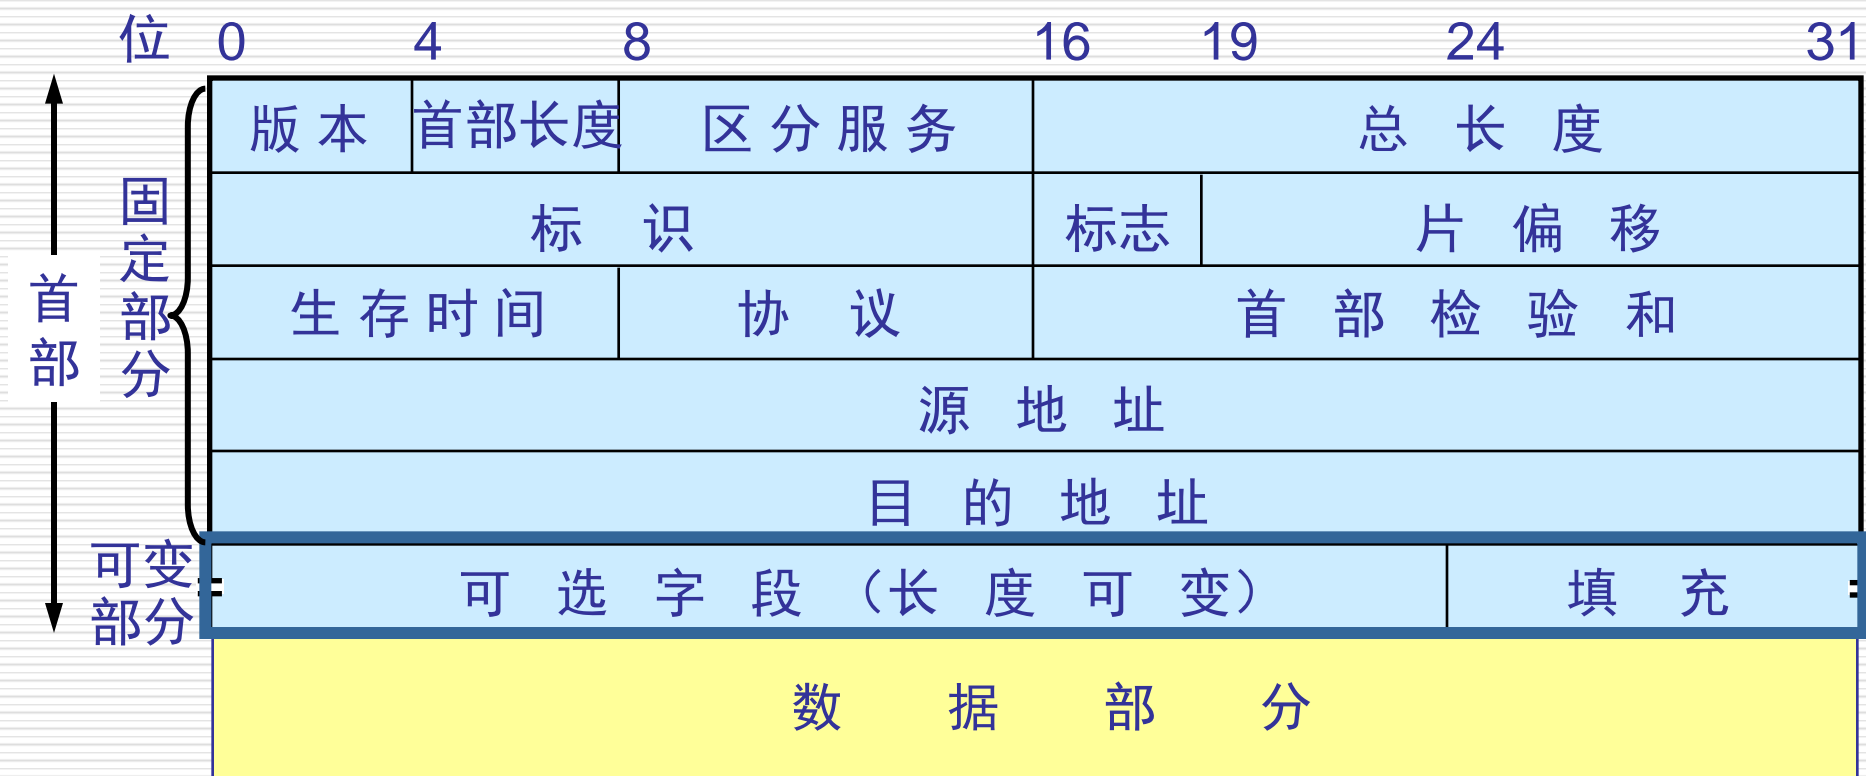 位 0 4 8 16 19 24 31
版 本 首部长度 区 分 服 务 总 长 度
标 识 标志 片 偏 移
生 存 时 间 协 议 首 部 检 验 和
源 地 址
目 的 地 址
可 选 字 段 （长 度 可 变） 填 充
数 据 部 分
首部
固定部分
可变
部分